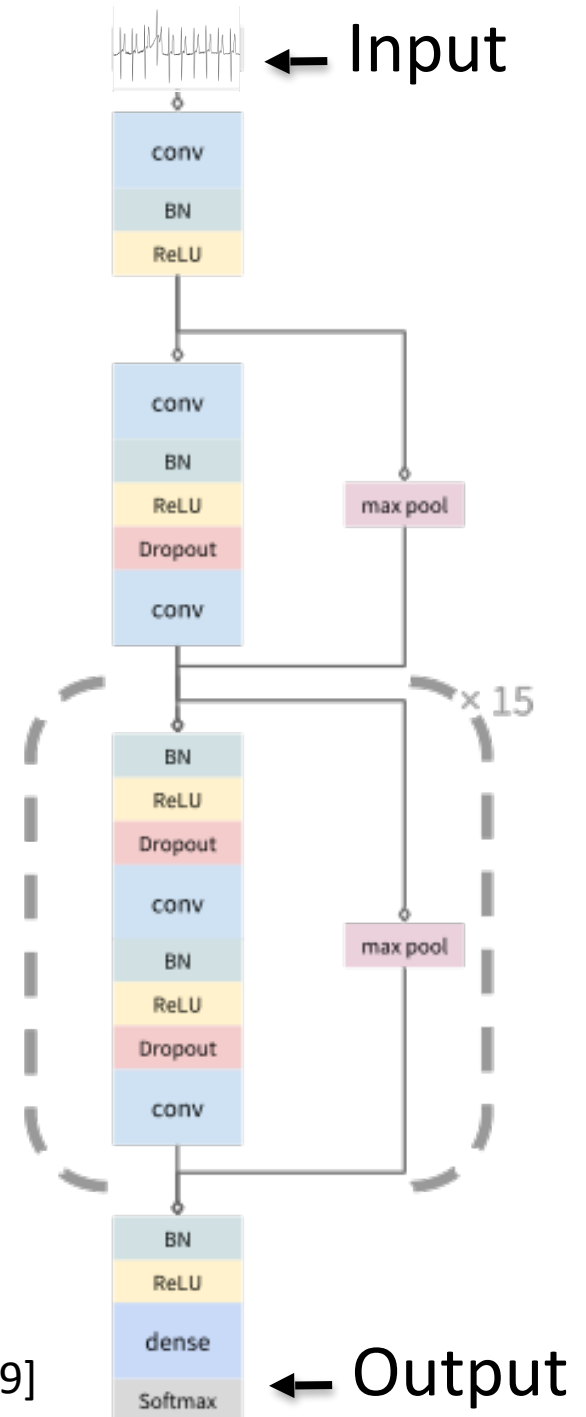 Input
conv
BN
ReLU
conv
BN
ReLU
max pool
Dropout
conv
× 15
BN
ReLU
Dropout
conv
max pool
BN
ReLU
Dropout
conv
BN
ReLU
dense
Output
9]
Softmax